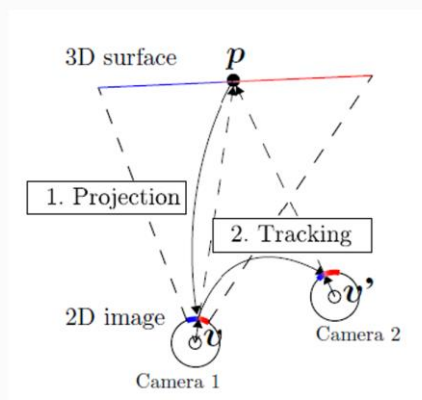 3D surface
p
1. Projection
2. Tracking
2D image
v
v'
Camera 2
Camera 1